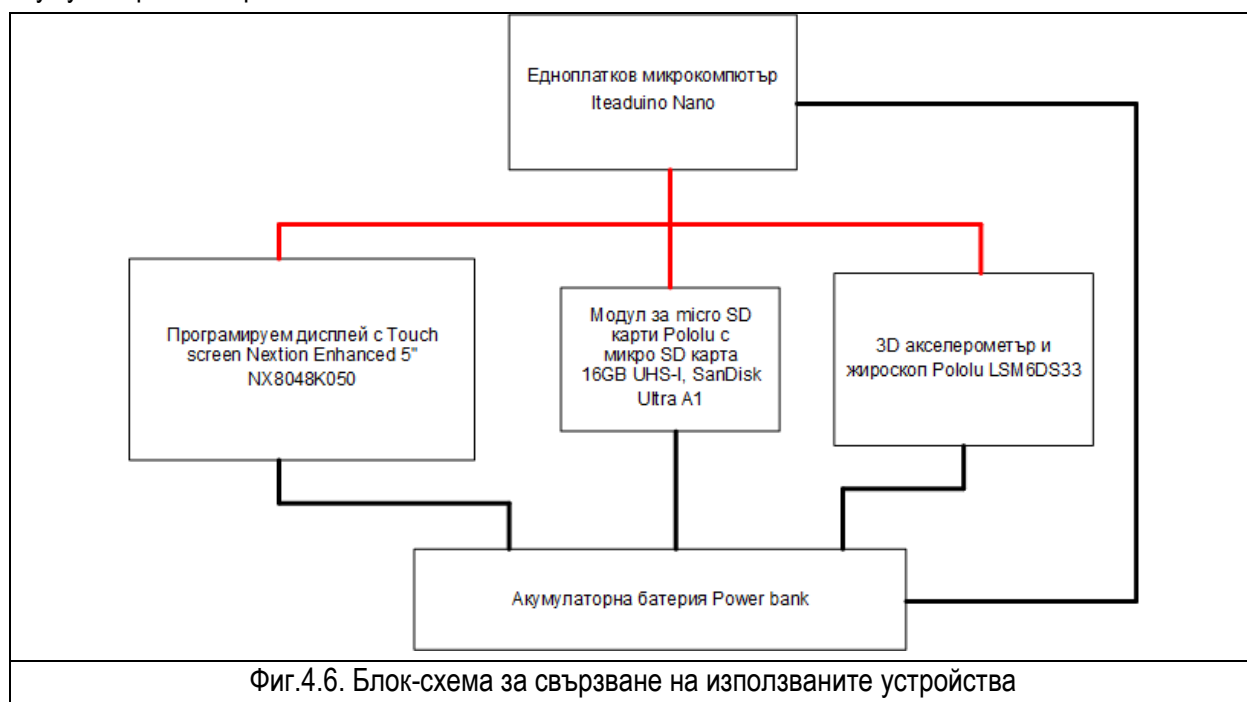 Едноплатков микрокомпютър
Iteaduino Nano
Програмируем дисплей с Touch
screen Nextion Enhanced 5"
NX8048K050
Модул за micro SD
карти Pololu с
микро SD карта
16GB UHS-I, SanDisk
Ultra A1
3D акселерометър и
жироскоп Pololu LSM6DS33
Акумулаторна батерия Power bank
Фиг.4.6. Блок-схема за свързване на използваните устройства